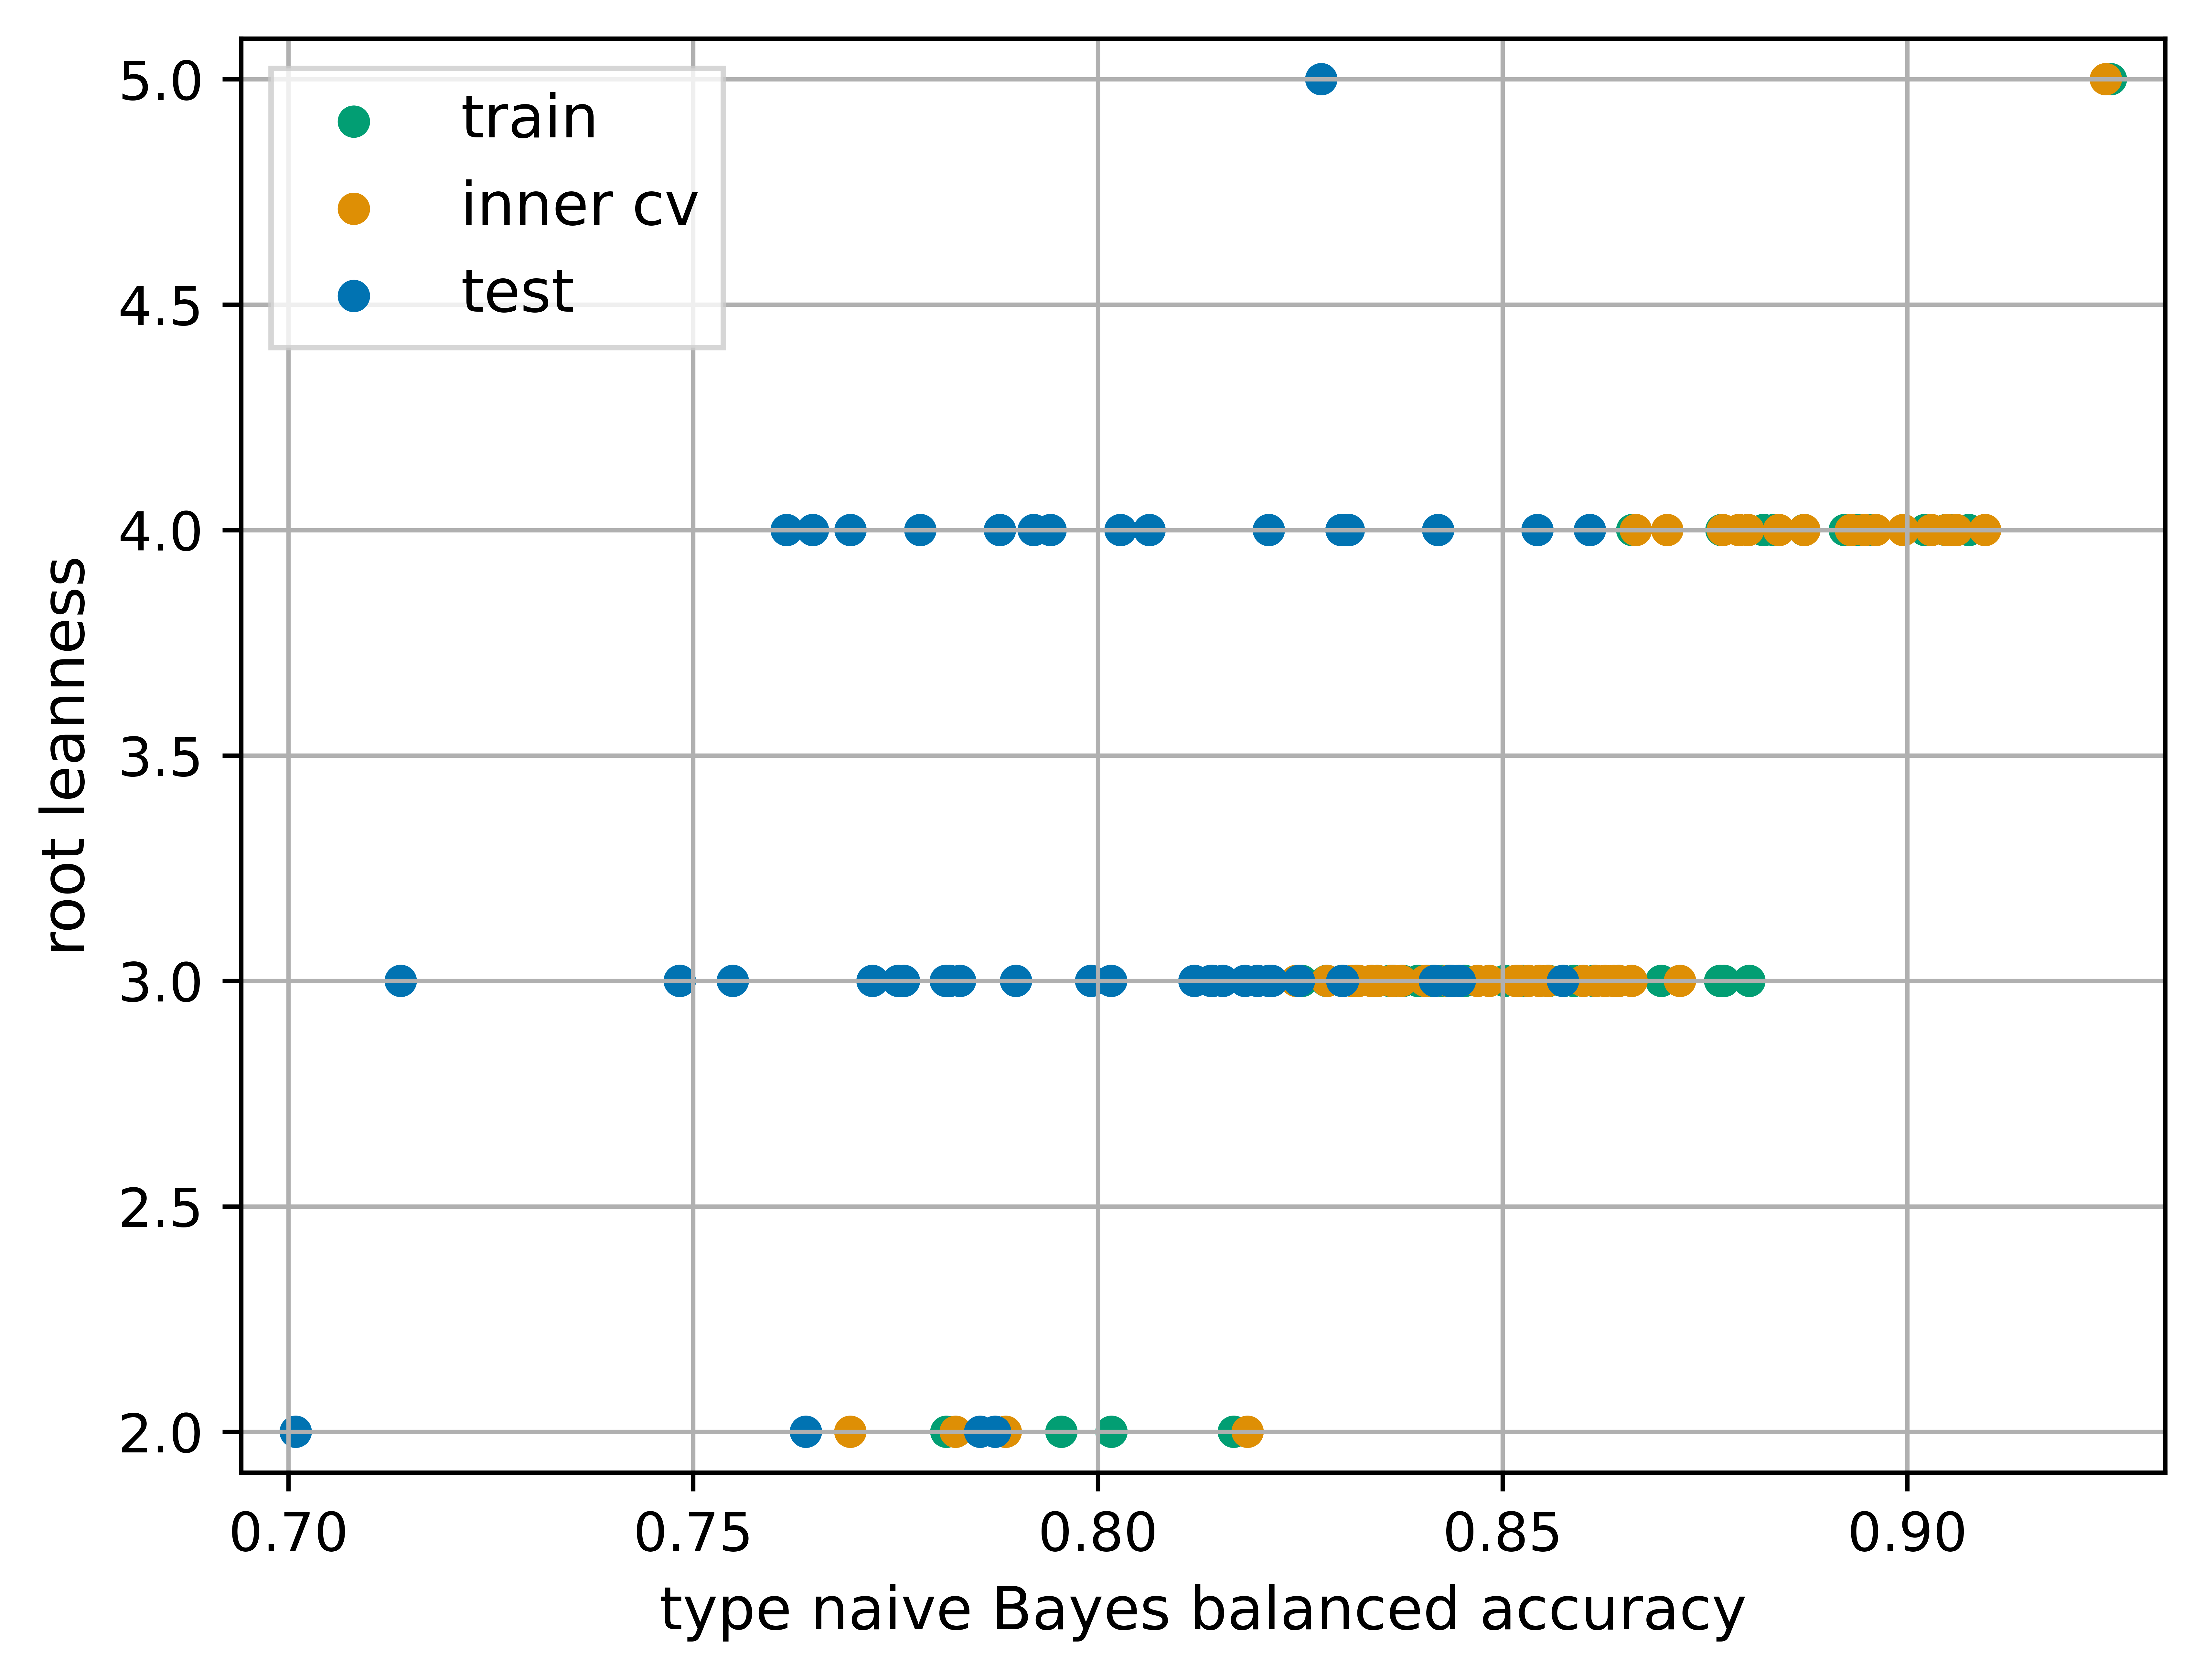 train
inner cv
test
5.0
4.5
4.0
3.5
3.0
2.5
2.0
root leanness
0.70
0.75
0.80
0.85
0.90
type naive Bayes balanced accuracy